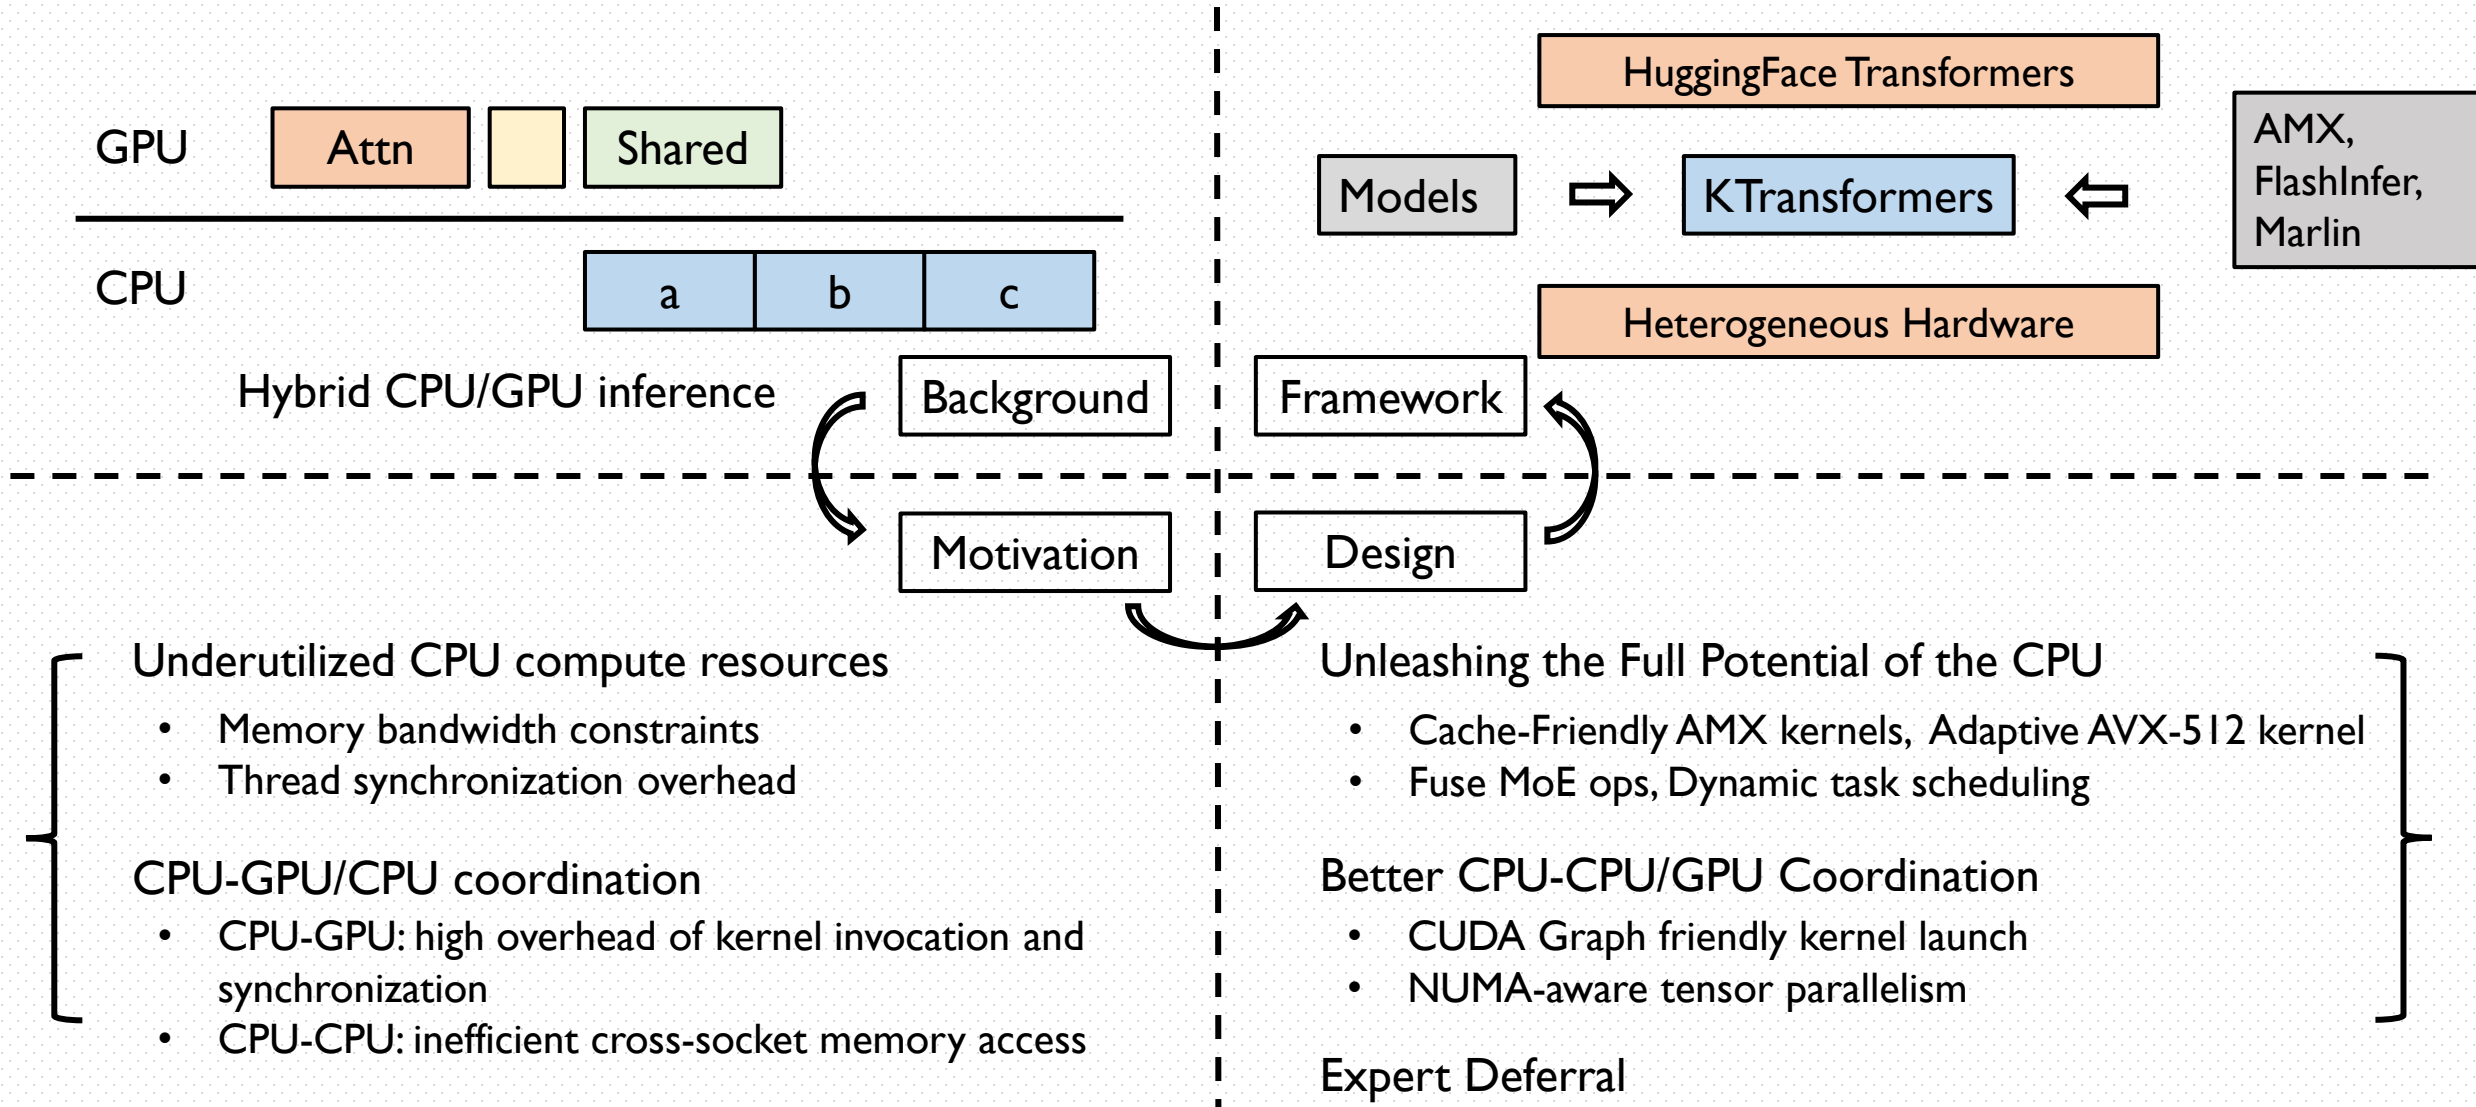 GPU
Attn
Shared
CPU
a
b
c
Hybrid CPU/GPU inference
Background
HuggingFace Transformers
Models
KTransformers
AMX,
FlashInfer,
Marlin
Heterogeneous Hardware
Framework
Motivation
Underutilized CPU compute resources
• Memory bandwidth constraints
• Thread synchronization overhead
CPU-GPU/CPU coordination
• CPU-GPU: high overhead of kernel invocation and
synchronization
• CPU-CPU: inefficient cross-socket memory access
Design
Unleashing the Full Potential of the CPU
• Cache-Friendly AMX kernels, Adaptive AVX-512 kernel
• Fuse MoE ops, Dynamic task scheduling
Better CPU-CPU/GPU Coordination
• CUDA Graph friendly kernel launch
• NUMA-aware tensor parallelism
Expert Deferral